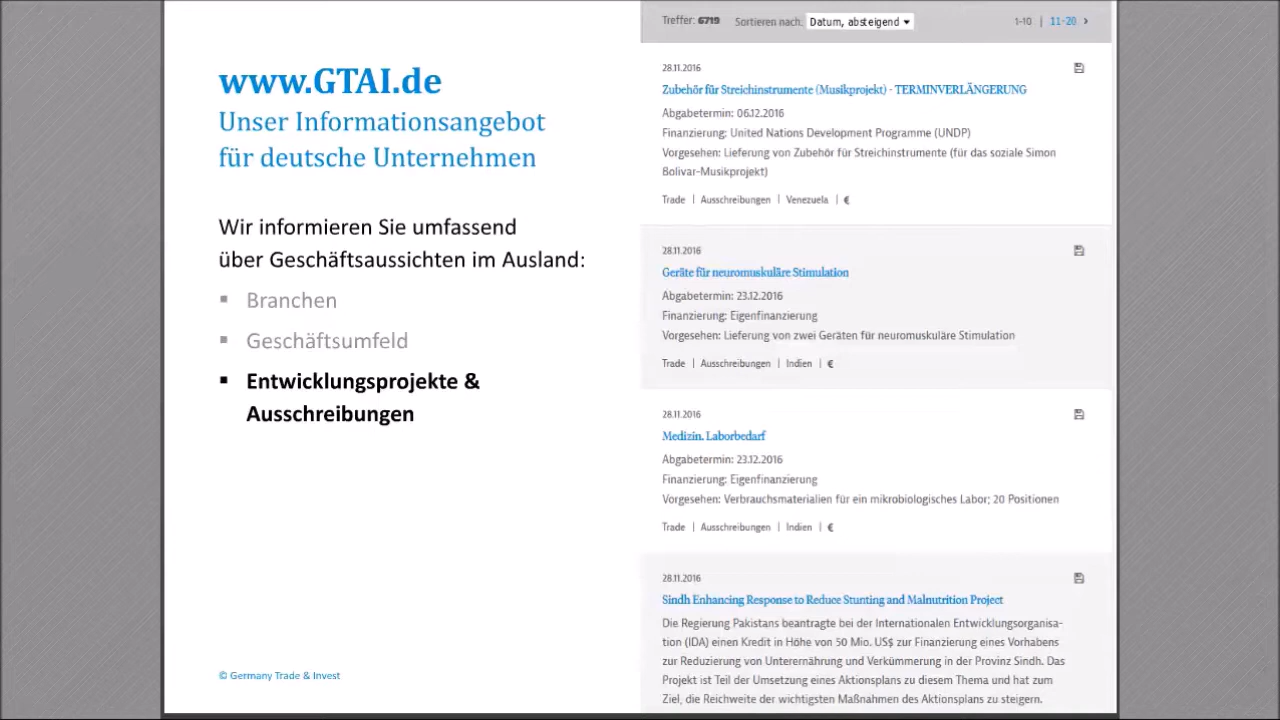 www.GTAI.de
Unser Informationsangebot
für deutsche Unternehmen
Wir informieren Sie umfassend
über Geschäftsaussichten im Ausland:
▪ Branchen
▪ Geschäftsumfeld
▪ Entwicklungsprojekte &
Ausschreibungen
© Germany Trade & Invest
Treffer: 6719 Sortieren nach: Datum, absteigend 1-10 | 11-20 ›
28.11.2016
Zubehör für Streichinstrumente (Musikprojekt) - TERMINVERLÄNGERUNG
Abgabetermin: 06.12.2016
Finanzierung: United Nations Development Programme (UNDP)
Vorgesehen: Lieferung von Zubehör für Streichinstrumente (für das soziale Simon
Bolivar-Musikprojekt)
Trade | Ausschreibungen | Venezuela | €
28.11.2016
Geräte für neuromuskuläre Stimulation
Abgabetermin: 23.12.2016
Finanzierung: Eigenfinanzierung
Vorgesehen: Lieferung von zwei Geräten für neuromuskuläre Stimulation
Trade | Ausschreibungen | Indien | €
28.11.2016
Medizin. Laborbedarf
Abgabetermin: 23.12.2016
Finanzierung: Eigenfinanzierung
Vorgesehen: Verbrauchsmaterialien für ein mikrobiologisches Labor; 20 Positionen
Trade | Ausschreibungen | Indien | €
28.11.2016
Sindh Enhancing Response to Reduce Stunting and Malnutrition Project
Die Regierung Pakistans beantragte bei der Internationalen Entwicklungsorganisa-
tion (IDA) einen Kredit in Höhe von 50 Mio. US$ zur Finanzierung eines Vorhabens
zur Reduzierung von Unterernährung und Verkümmerung in der Provinz Sindh. Das
Projekt ist Teil der Umsetzung eines Aktionsplans zu diesem Thema und hat zum
Ziel, die Reichweite der wichtigsten Maßnahmen des Aktionsplans zu steigern.